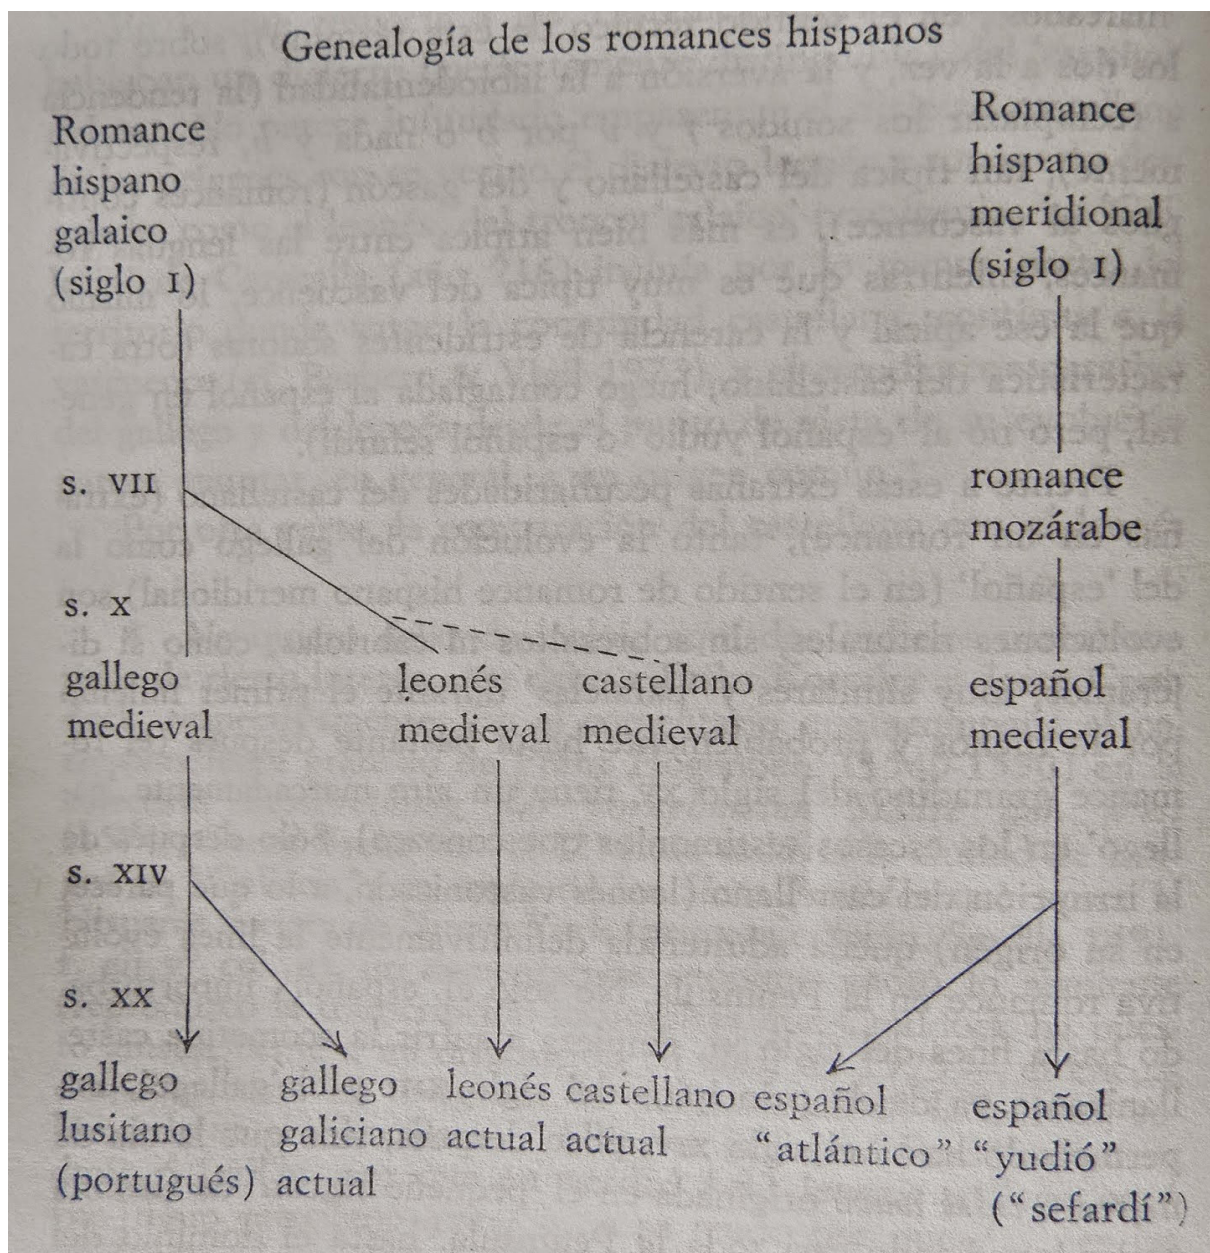 Genealogía de los romances hispanos
Romance
hispano
galaico
(siglo I)
Romance
hispano
meridional
(siglo I)
s. VII
romance
mozárabe
s. X
gallego
medieval
leonés
medieval
castellano
medieval
español
medieval
s. XIV
s. XX
gallego
lusitano
(portugués)
gallego
galiciano
actual
leonés
actual
castellano
actual
español
“atlántico”
español
“yudió”
(“sefardí”)